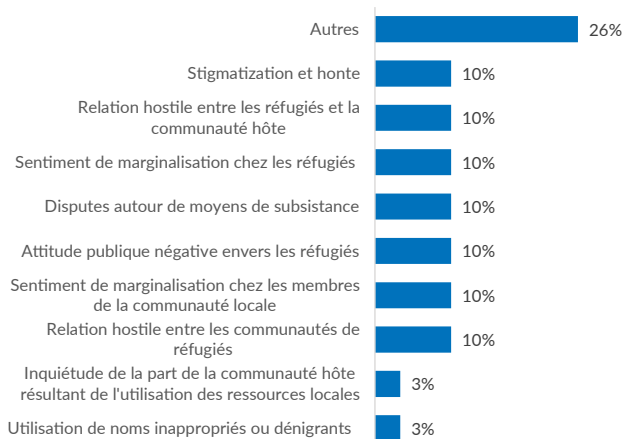 Autres 26%
Stigmatization et honte 10%
Relation hostile entre les réfugiés et la
communauté hôte 10%
Sentiment de marginalisation chez les réfugiés 10%
Disputes autour de moyens de subsistance 10%
Attitude publique négative envers les réfugiés 10%
Sentiment de marginalisation chez les membres
de la communauté locale 10%
Relation hostile entre les communautés de
réfugiés 10%
Inquiétude de la part de la communauté hôte
résultant de l'utilisation des ressources locales 3%
Utilisation de noms inappropriés ou dénigrants 3%